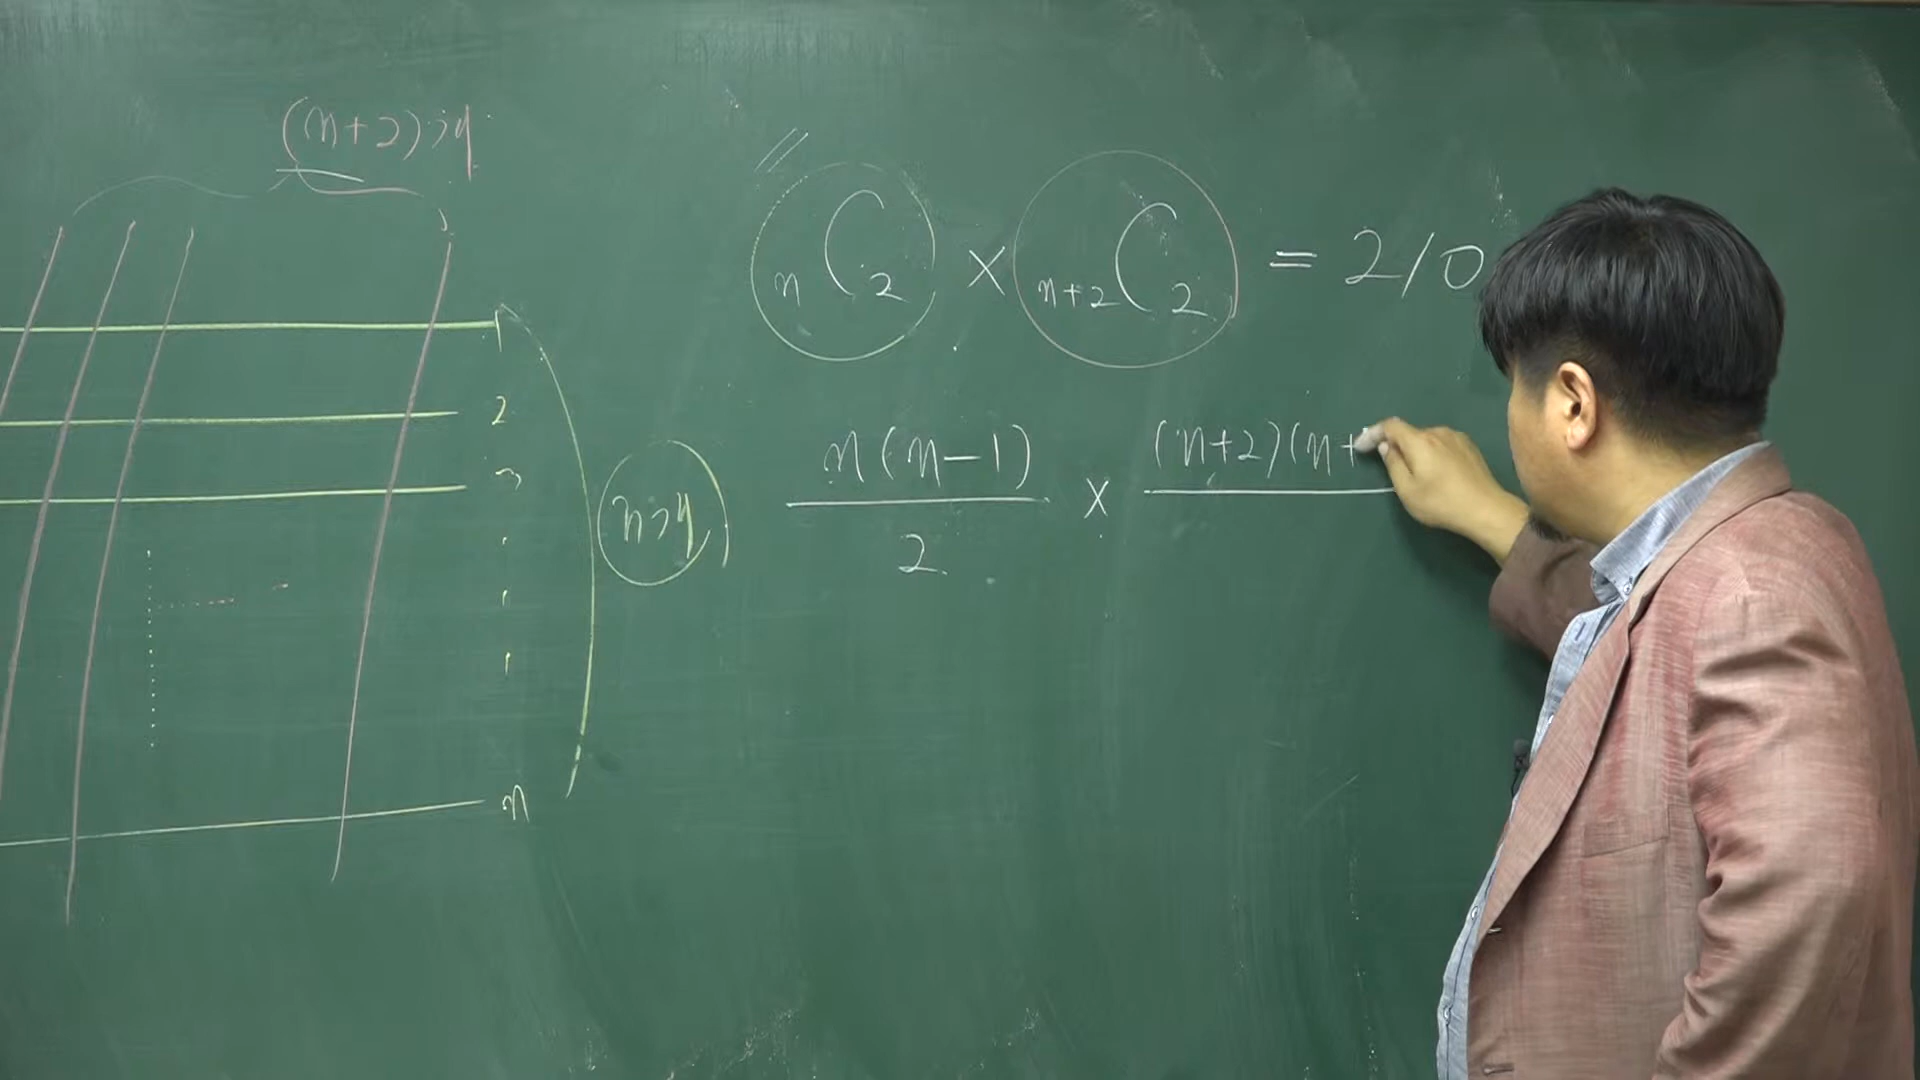 (n+2)개
1
2
3
n
n개
nC2 × n+2C2 = 210
n(n-1)/2 × (n+2)(n+